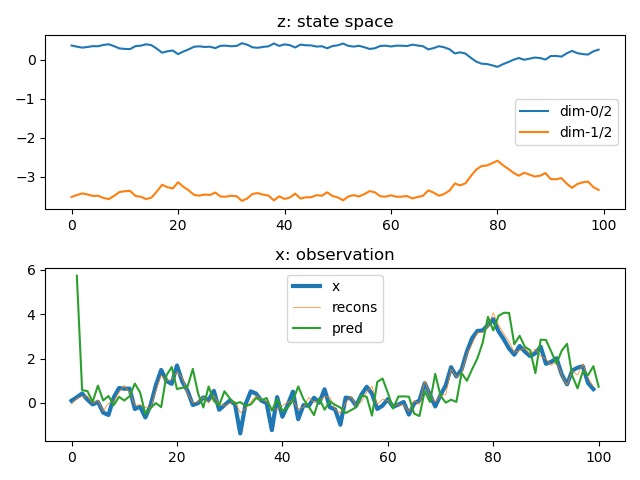 z: state space
0
−1
−2
−3
dim-0/2
dim-1/2
0 20 40 60 80 100
x: observation
6
4
2
0
x
recons
pred
0 20 40 60 80 100